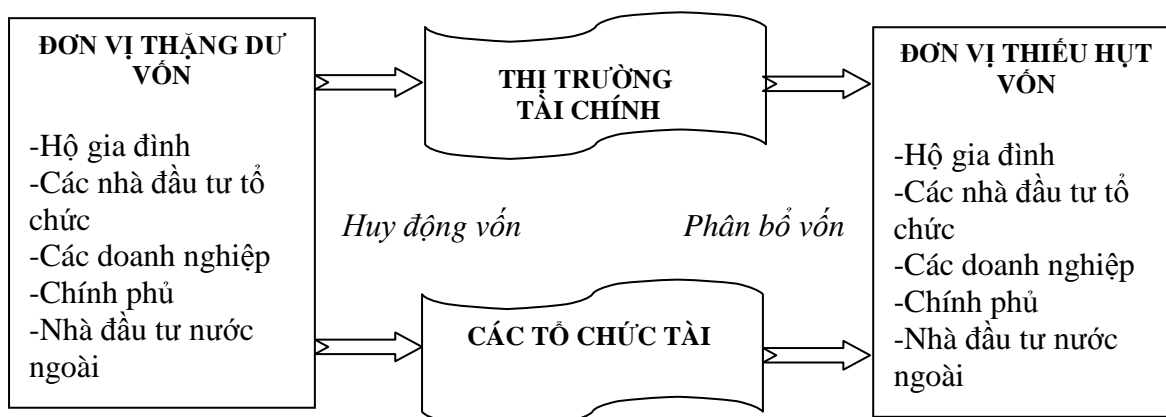 ĐƠN VỊ THẶNG DƯ
VỐN
-Hộ gia đình
-Các nhà đầu tư tổ
chức
-Các doanh nghiệp
-Chính phủ
-Nhà đầu tư nước
ngoài
THỊ TRƯỜNG
TÀI CHÍNH
Huy động vốn
Phân bổ vốn
CÁC TỔ CHỨC TÀI
ĐƠN VỊ THIẾU HỤT
VỐN
-Hộ gia đình
-Các nhà đầu tư tổ
chức
-Các doanh nghiệp
-Chính phủ
-Nhà đầu tư nước
ngoài